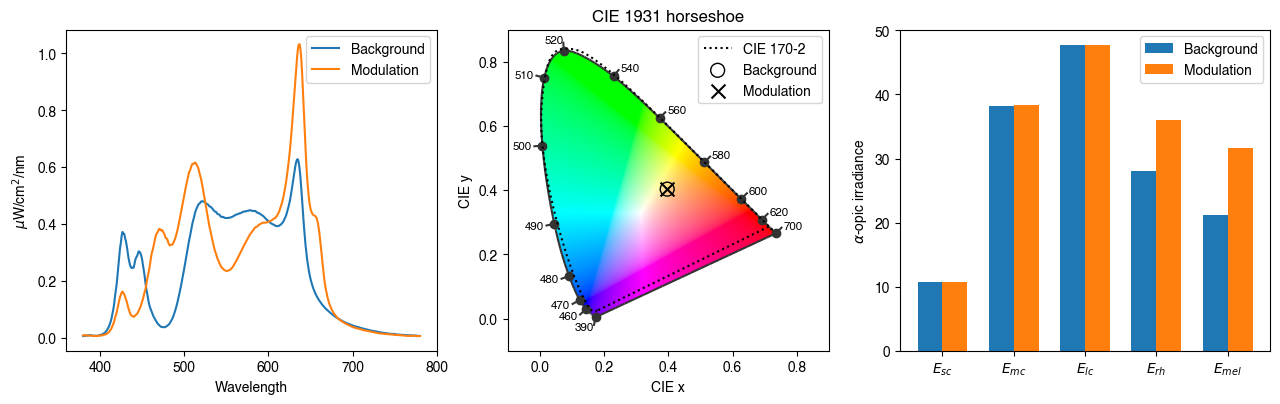 1.0
0.8
0.6
0.4
0.2
0.0
μW/cm²/nm
400
500
600
700
800
Wavelength
Background
Modulation
CIE 1931 horseshoe
0.8
0.6
0.4
0.2
0.0
CIE y
0.0
0.2
0.4
0.6
0.8
CIE x
CIE 170-2
Background
Modulation
520
510
540
560
500
580
600
490
620
700
480
470
460
390
50
40
30
20
10
0
α-opic irradiance
E_sc
E_mc
E_lc
E_rh
E_mel
Background
Modulation